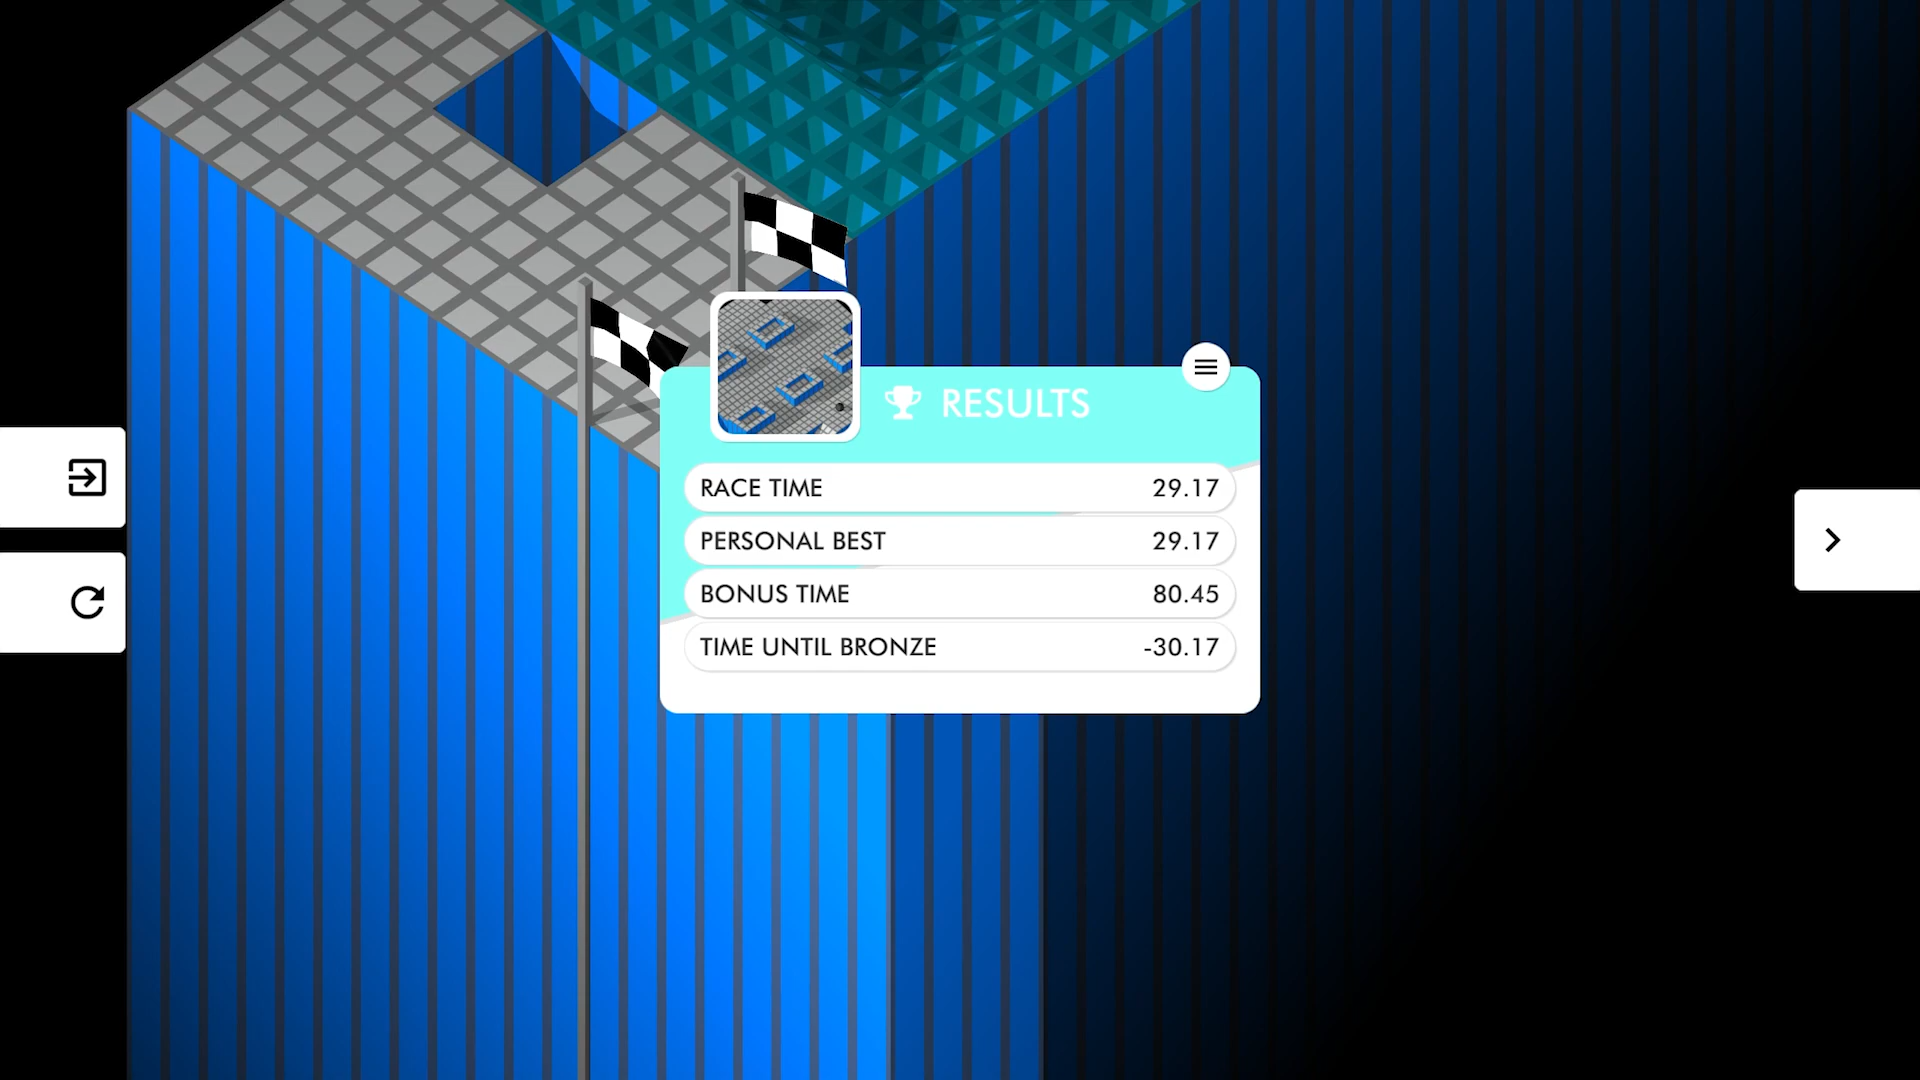 RESULTS
RACE TIME 29.17
PERSONAL BEST 29.17
BONUS TIME 80.45
TIME UNTIL BRONZE -30.17